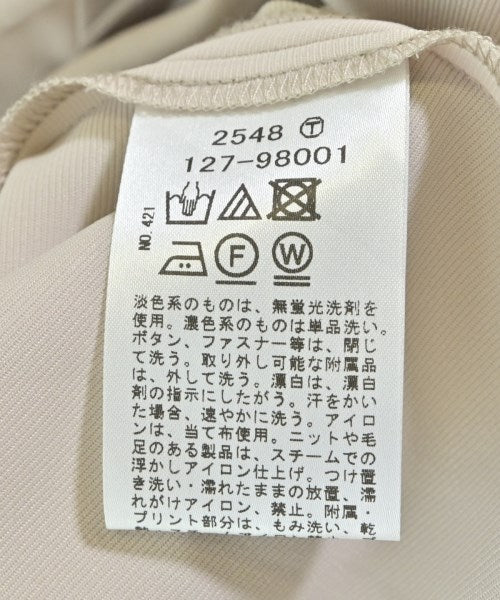 2548 Ⓣ
127-98001
NO. 421
F W
淡色系のものは、無蛍光洗剤を
使用。濃色系のものは単品洗い。
ボタン、ファスナー等は、閉じ
て洗う。取り外し可能な附属品
は、外して洗う。漂白は、漂白
剤の指示にしたがう。汗をかい
た場合、速やかに洗う。アイロ
ンは、当て布使用。ニットや毛
足のある製品は、スチームでの
浮かしアイロン仕上げ。つけ置
き洗い・濡れたままの放置、濡
れがけアイロン、禁止。附属・
プリント部分は、もみ洗い、乾